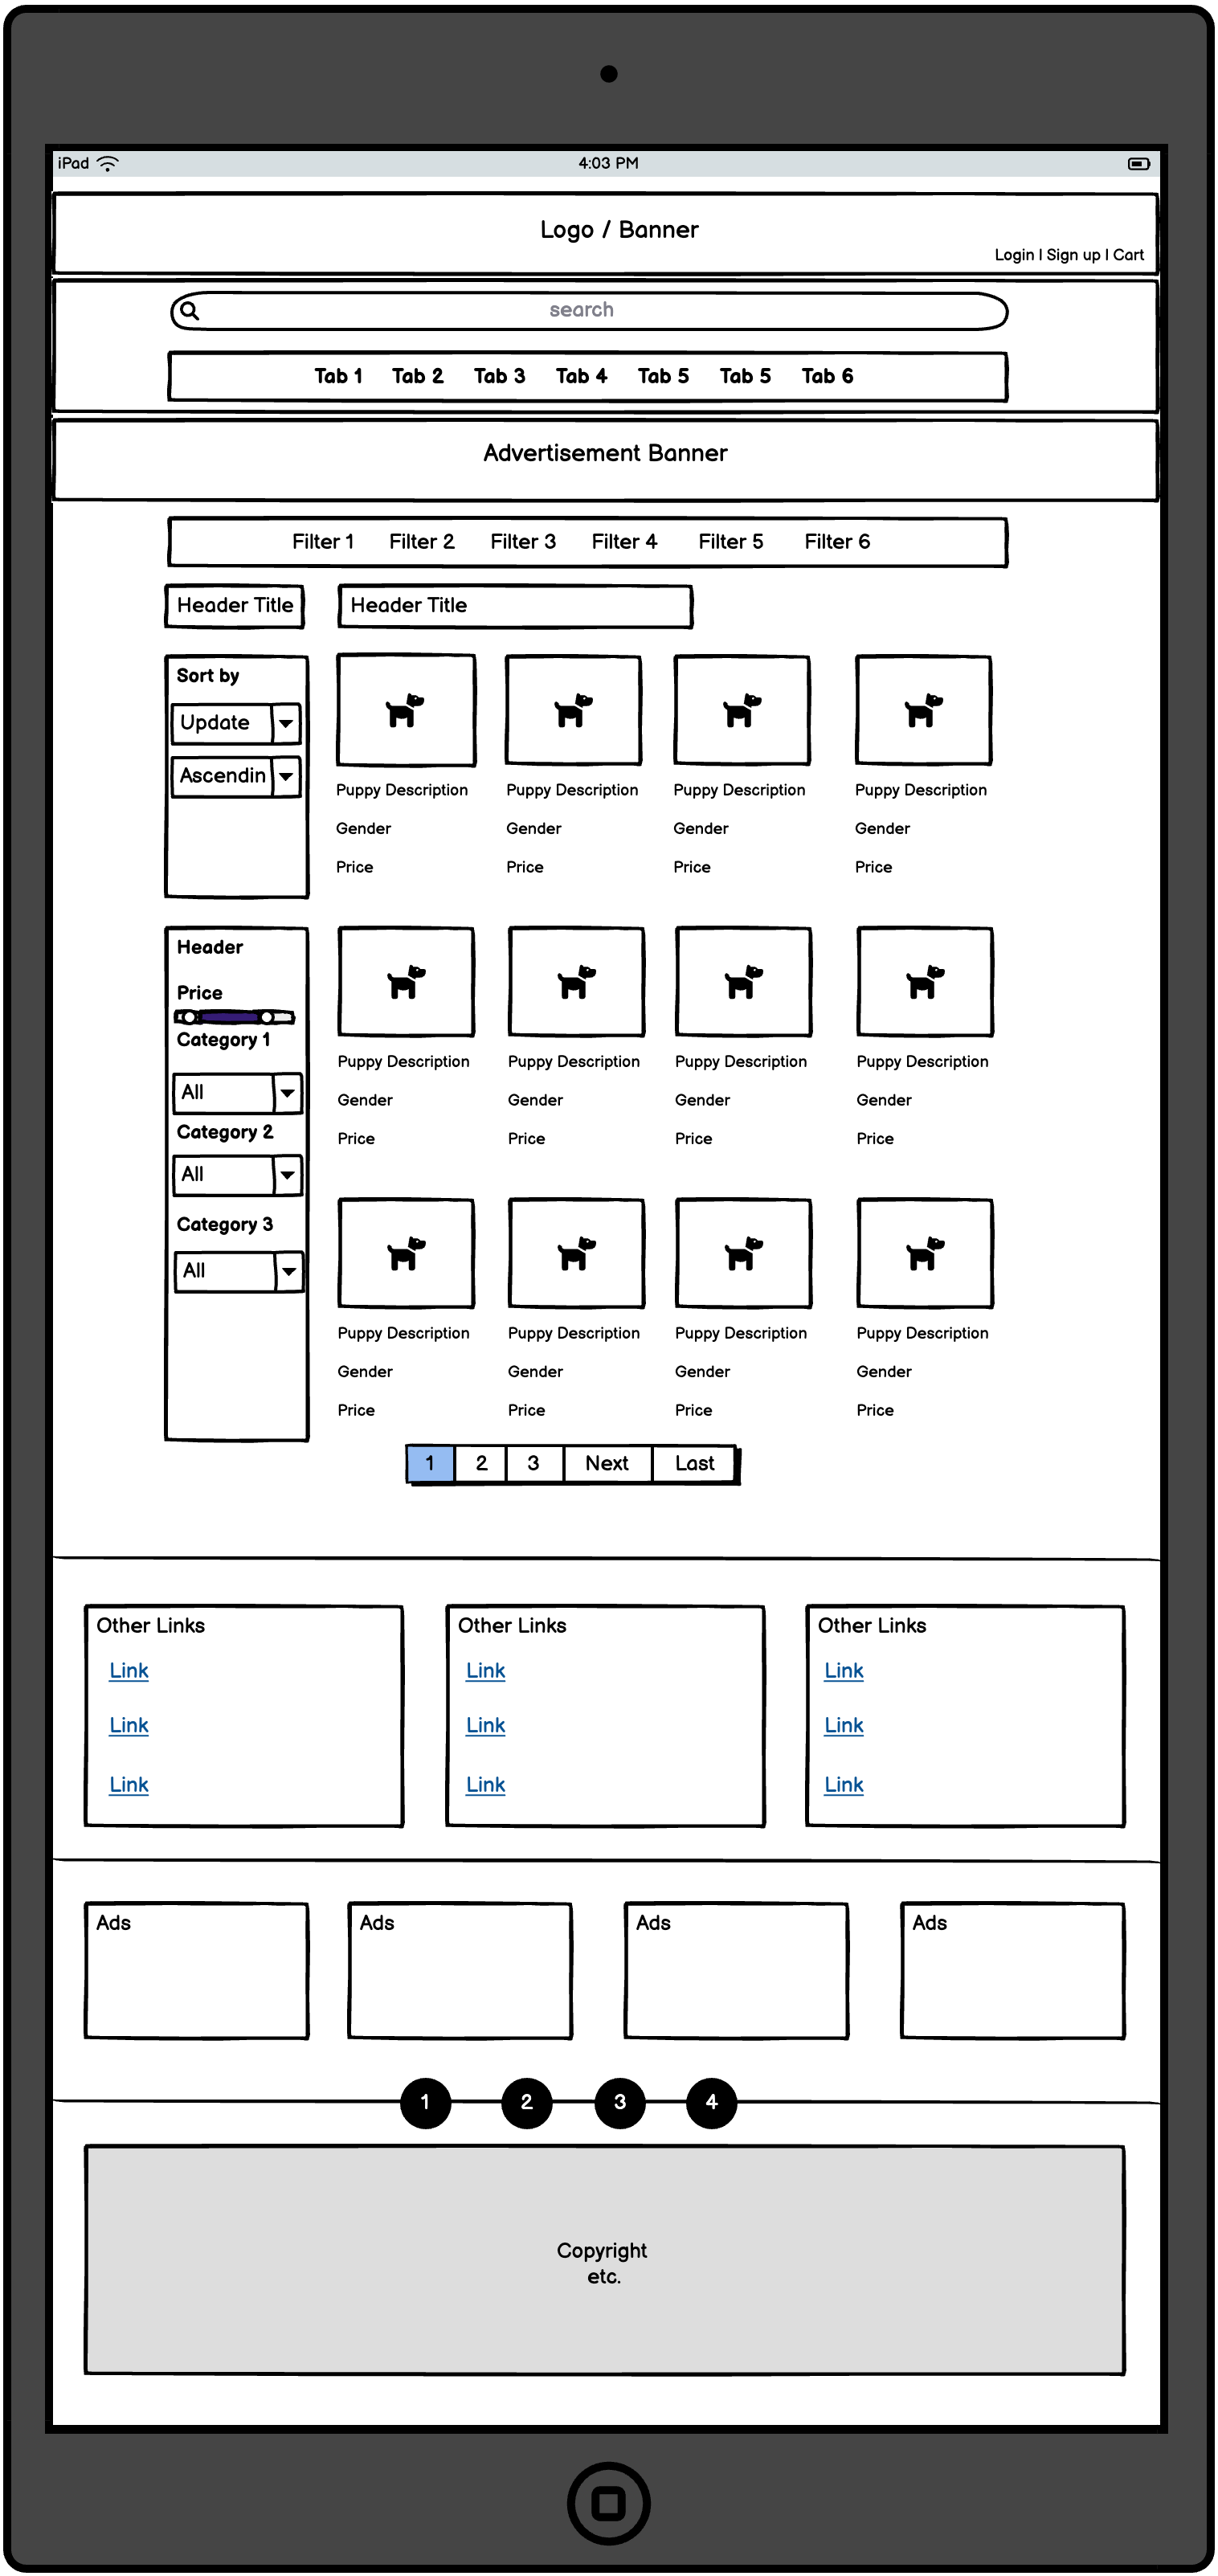 iPad 4:03 PM
Logo / Banner
Login | Sign up | Cart
search
Tab 1 Tab 2 Tab 3 Tab 4 Tab 5 Tab 5 Tab 6
Advertisement Banner
Filter 1 Filter 2 Filter 3 Filter 4 Filter 5 Filter 6
Header Title Header Title
Sort by
Update
Ascendin
Puppy Description Puppy Description Puppy Description Puppy Description
Gender Gender Gender Gender
Price Price Price Price
Header
Price
Category 1
All
Category 2
All
Category 3
All
Puppy Description Puppy Description Puppy Description Puppy Description
Gender Gender Gender Gender
Price Price Price Price
Puppy Description Puppy Description Puppy Description Puppy Description
Gender Gender Gender Gender
Price Price Price Price
1 2 3 Next Last
Other Links Other Links Other Links
Link Link Link
Link Link Link
Link Link Link
Ads Ads Ads Ads
1 2 3 4
Copyright
etc.